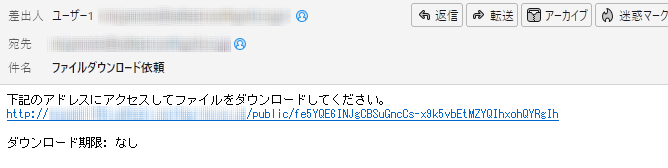 差出人 ユーザー1
返信 転送 アーカイブ 迷惑マーク
宛先
件名 ファイルダウンロード依頼
下記のアドレスにアクセスしてファイルをダウンロードしてください。
http:// /public/fe5YQE6INJgCBSuGncCs-x9k5vbEtMZYQIhxohQYRgIh
ダウンロード期限: なし